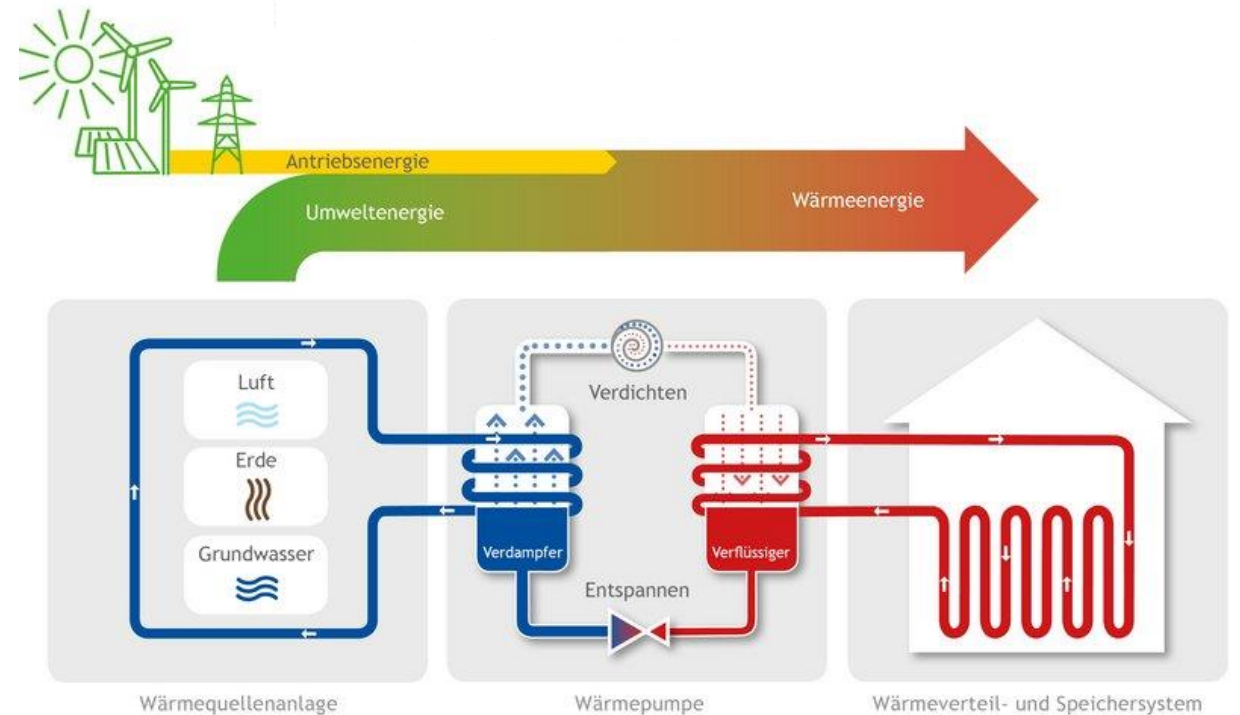 Antriebsenergie
Umweltenergie
Wärmeenergie
Luft
Erde
Grundwasser
Verdichten
Verdampfer
Verflüssiger
Entspannen
Wärmequellenanlage
Wärmepumpe
Wärmeverteil- und Speichersystem